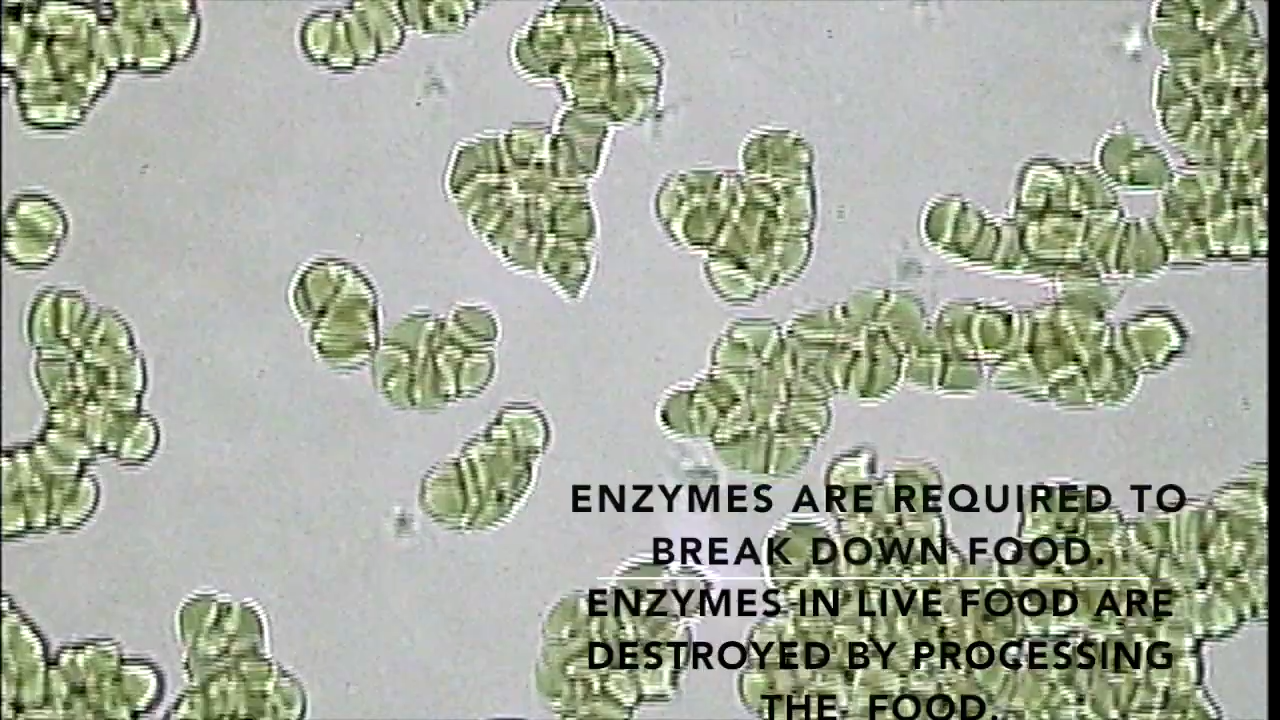 ENZYMES ARE REQUIRED TO
BREAK DOWN FOOD.
ENZYMES IN LIVE FOOD ARE
DESTROYED BY PROCESSING
THE FOOD.